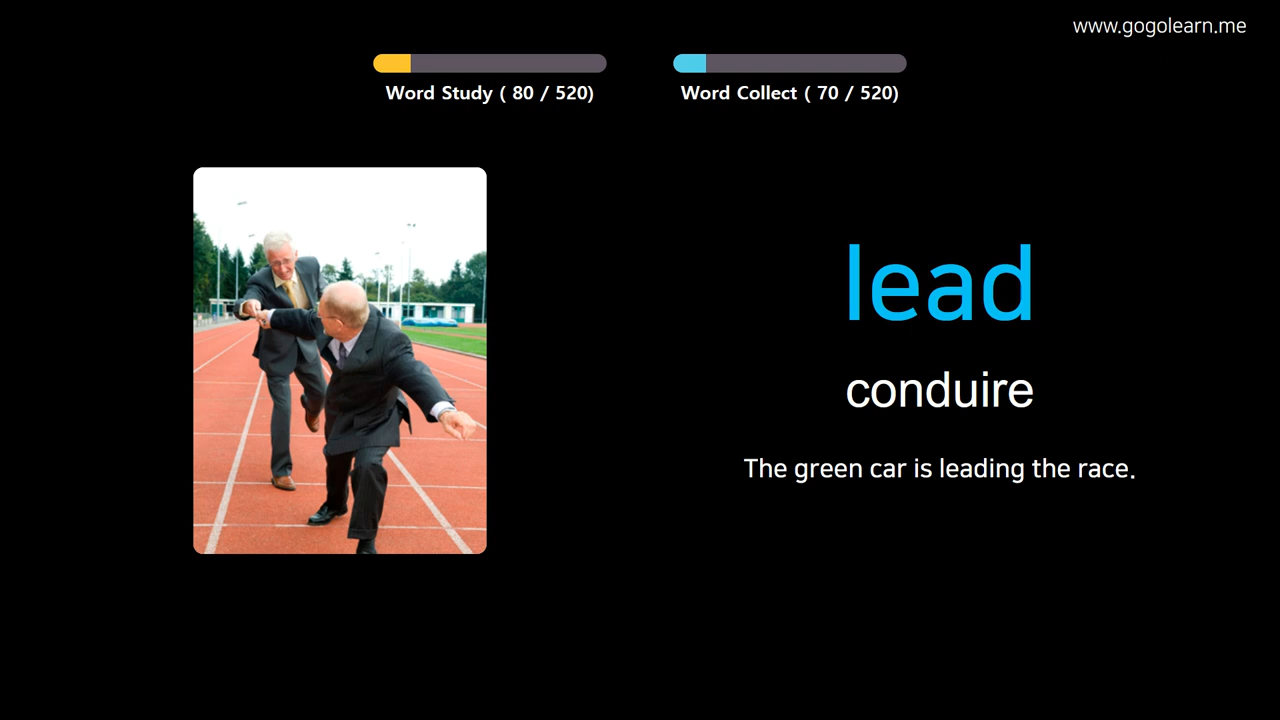 www.gogolearn.me
Word Study ( 80 / 520)
Word Collect ( 70 / 520)
lead
conduire
The green car is leading the race.